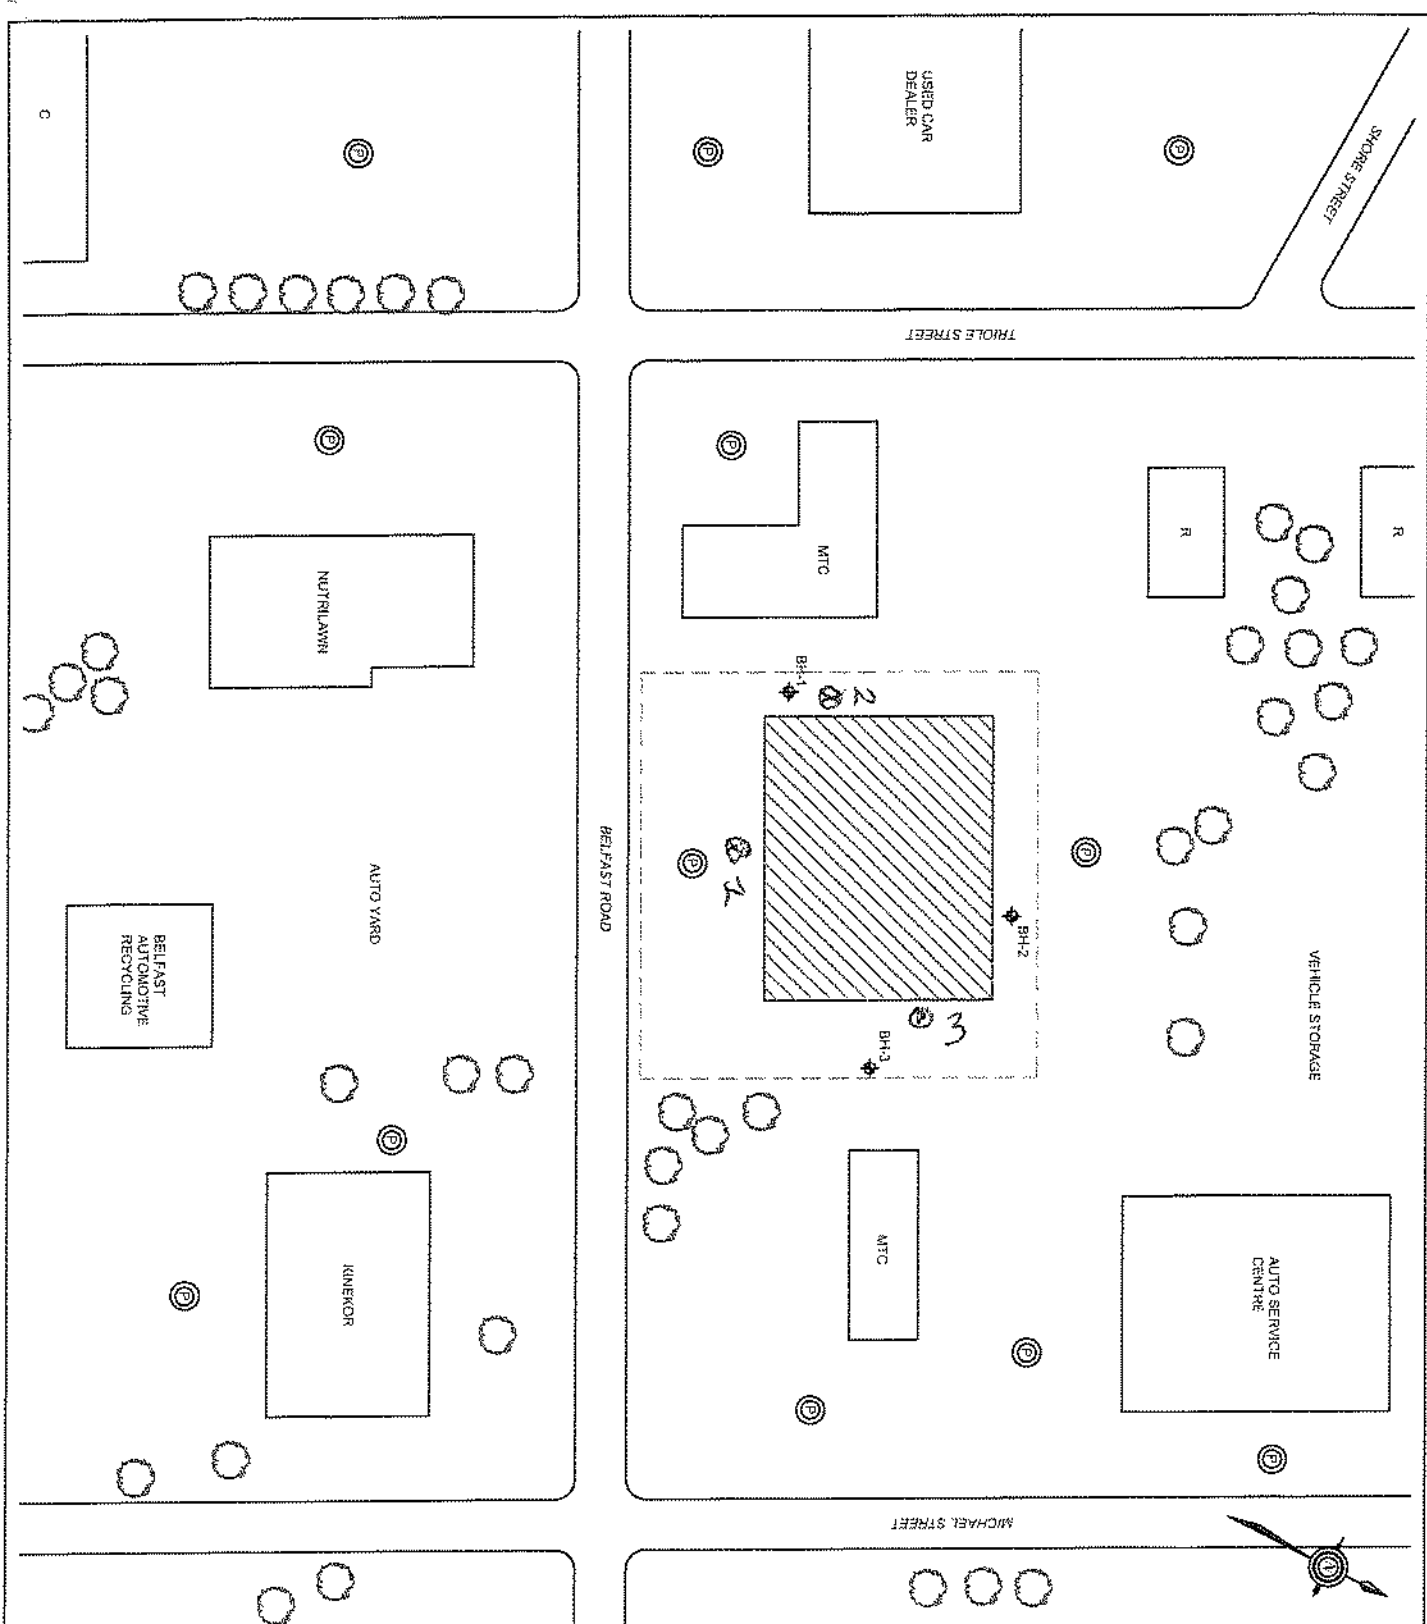 C
P
P
USED CAR
DEALER
P
SHORE STREET
TRIOLE STREET
P
P
MTC
R
R
NUTRILAWN
BH-1
2
BELFAST ROAD
P
P
BH-2
AUTO YARD
BELFAST
AUTOMOTIVE
RECYCLING
VEHICLE STORAGE
3
BH-3
P
KINEKOR
P
MTC
P
P
AUTO SERVICE
CENTRE
P
MICHAEL STREET